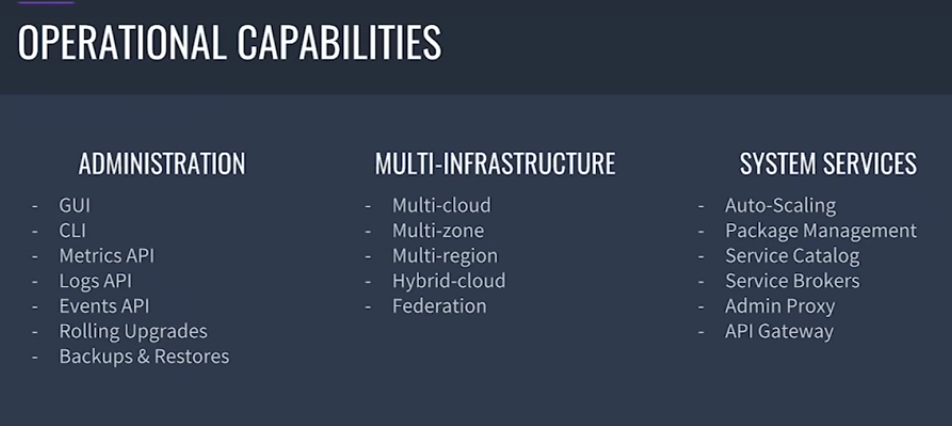 OPERATIONAL CAPABILITIES
ADMINISTRATION
- GUI
- CLI
- Metrics API
- Logs API
- Events API
- Rolling Upgrades
- Backups & Restores
MULTI-INFRASTRUCTURE
- Multi-cloud
- Multi-zone
- Multi-region
- Hybrid-cloud
- Federation
SYSTEM SERVICES
- Auto-Scaling
- Package Management
- Service Catalog
- Service Brokers
- Admin Proxy
- API Gateway